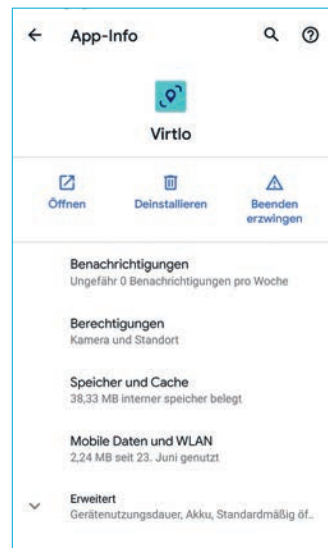 App-Info
Virtlo
Öffnen Deinstallieren Beenden
erzwingen
Benachrichtigungen
Ungefähr 0 Benachrichtigungen pro Woche
Berechtigungen
Kamera und Standort
Speicher und Cache
38,33 MB interner speicher belegt
Mobile Daten und WLAN
2,24 MB seit 23. Juni genutzt
Erweitert
Gerätenutzungsdauer, Akku, Standardmäßig öf..